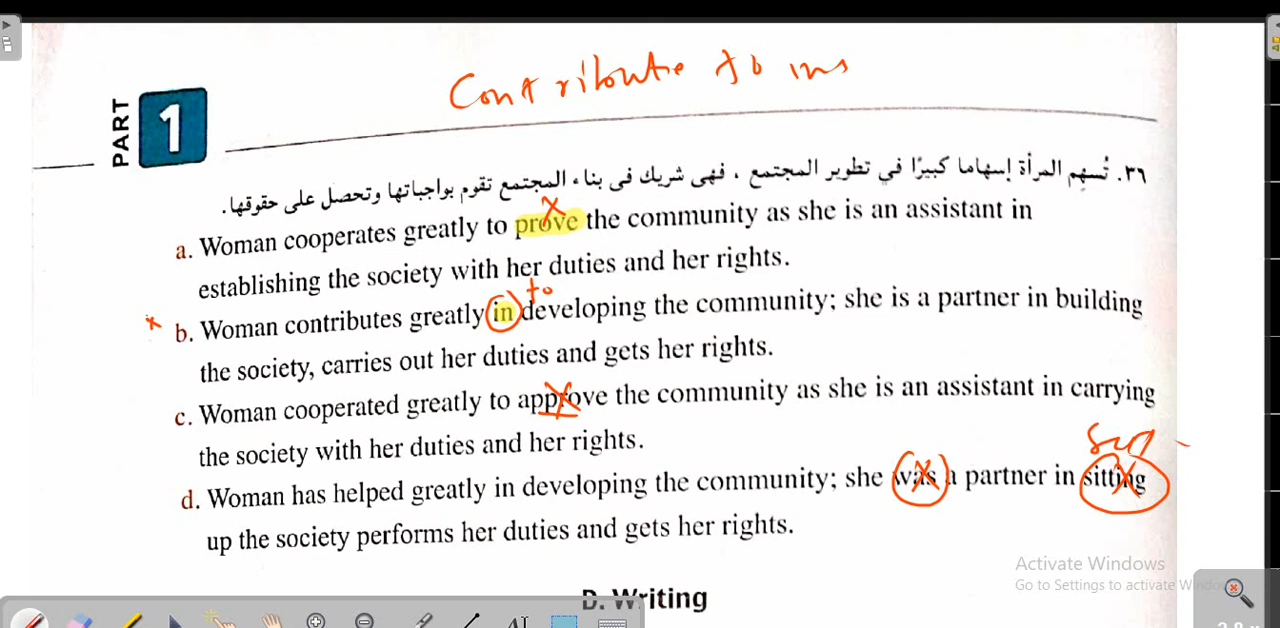 Contribute to ing
PART 1
٣٦. تُسهِم المرأة إسهاما كبيرًا في تطوير المجتمع ، فهى شريك فى بناء المجتمع تقوم بواجباتها وتحصل على حقوقها.
a. Woman cooperates greatly to prove the community as she is an assistant in
establishing the society with her duties and her rights.
to
b. Woman contributes greatly in developing the community; she is a partner in building
the society, carries out her duties and gets her rights.
c. Woman cooperated greatly to approve the community as she is an assistant in carrying
the society with her duties and her rights.
d. Woman has helped greatly in developing the community; she was a partner in sitting
up the society performs her duties and gets her rights.
Activate Windows
Go to Settings to activate Windows
D. Writing